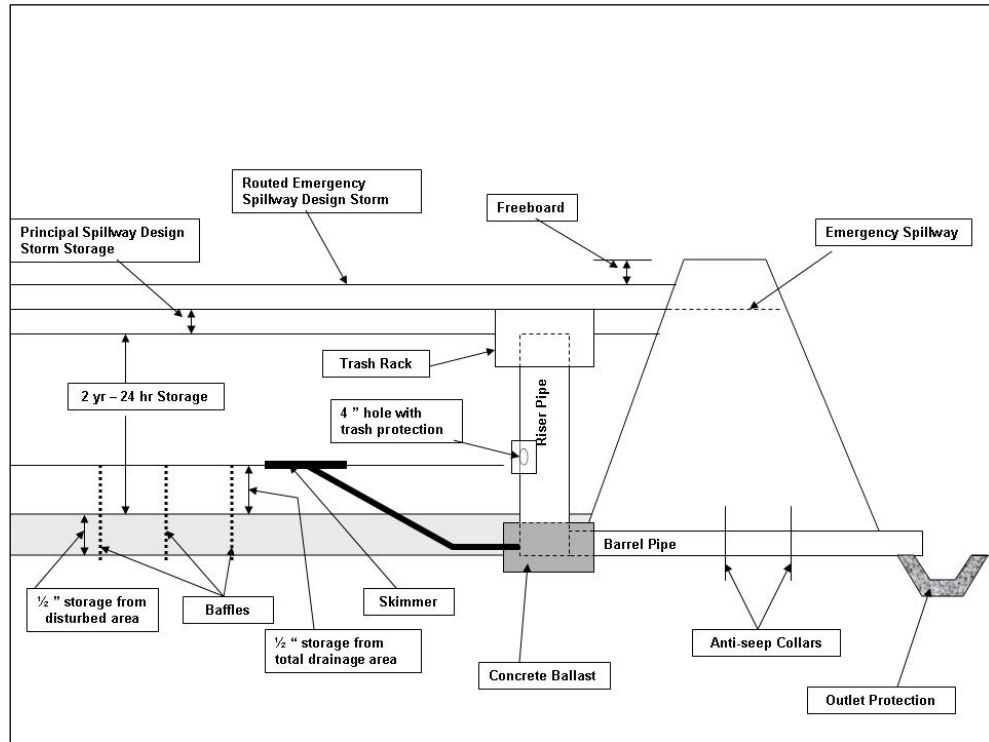 Routed Emergency
Spillway Design Storm
Freeboard
Principal Spillway Design
Storm Storage
Emergency Spillway
Trash Rack
2 yr – 24 hr Storage
4 ” hole with
trash protection
Riser Pipe
Barrel Pipe
½ ” storage from
disturbed area
Baffles
Skimmer
½ “ storage from
total drainage area
Anti-seep Collars
Concrete Ballast
Outlet Protection